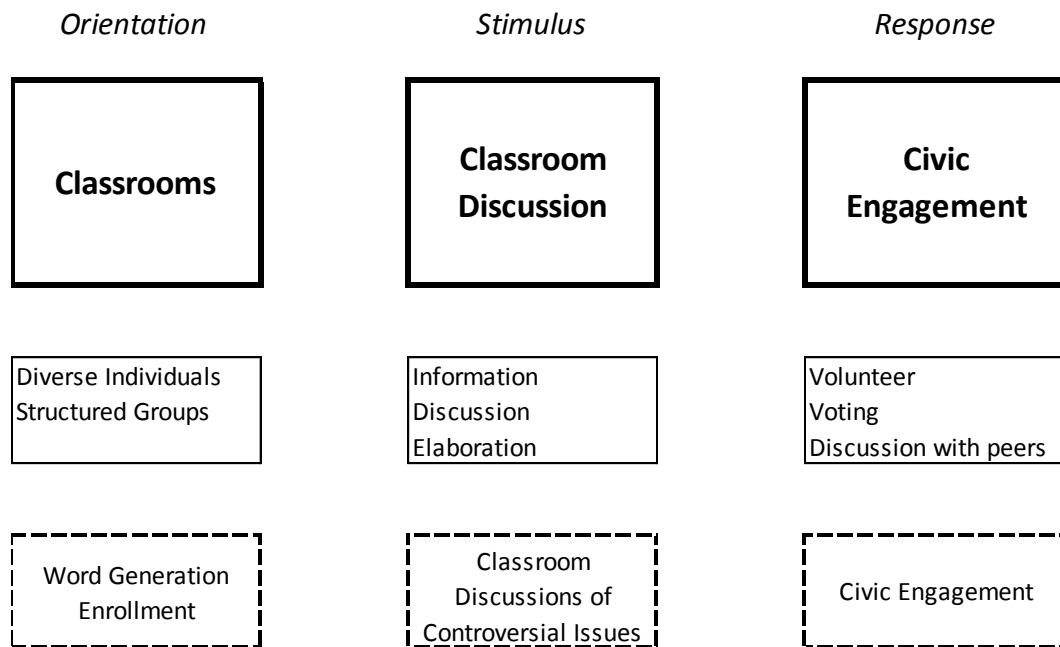 Orientation
Stimulus
Response
Classrooms
Classroom
Discussion
Civic
Engagement
Diverse Individuals
Structured Groups
Information
Discussion
Elaboration
Volunteer
Voting
Discussion with peers
Word Generation
Enrollment
Classroom
Discussions of
Controversial Issues
Civic Engagement